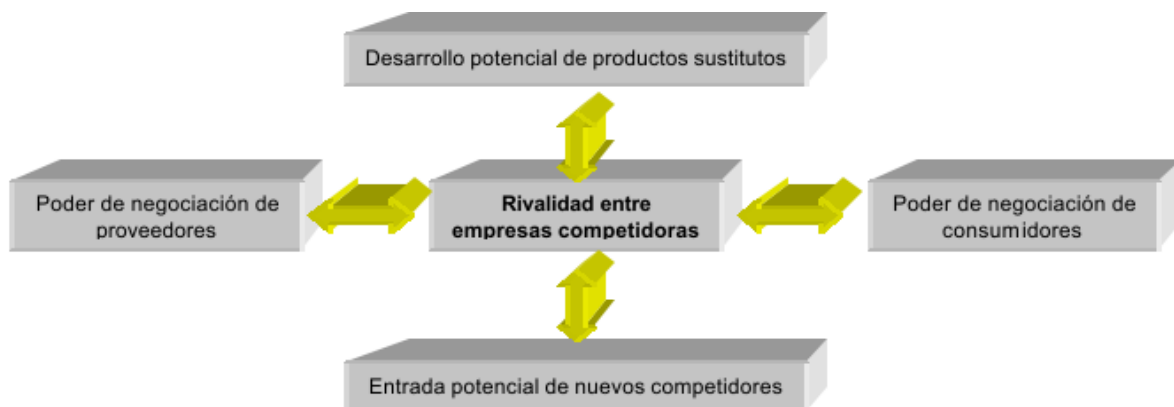 Desarrollo potencial de productos sustitutos
Poder de negociación de
proveedores
Rivalidad entre
empresas competidoras
Poder de negociación de
consumidores
Entrada potencial de nuevos competidores